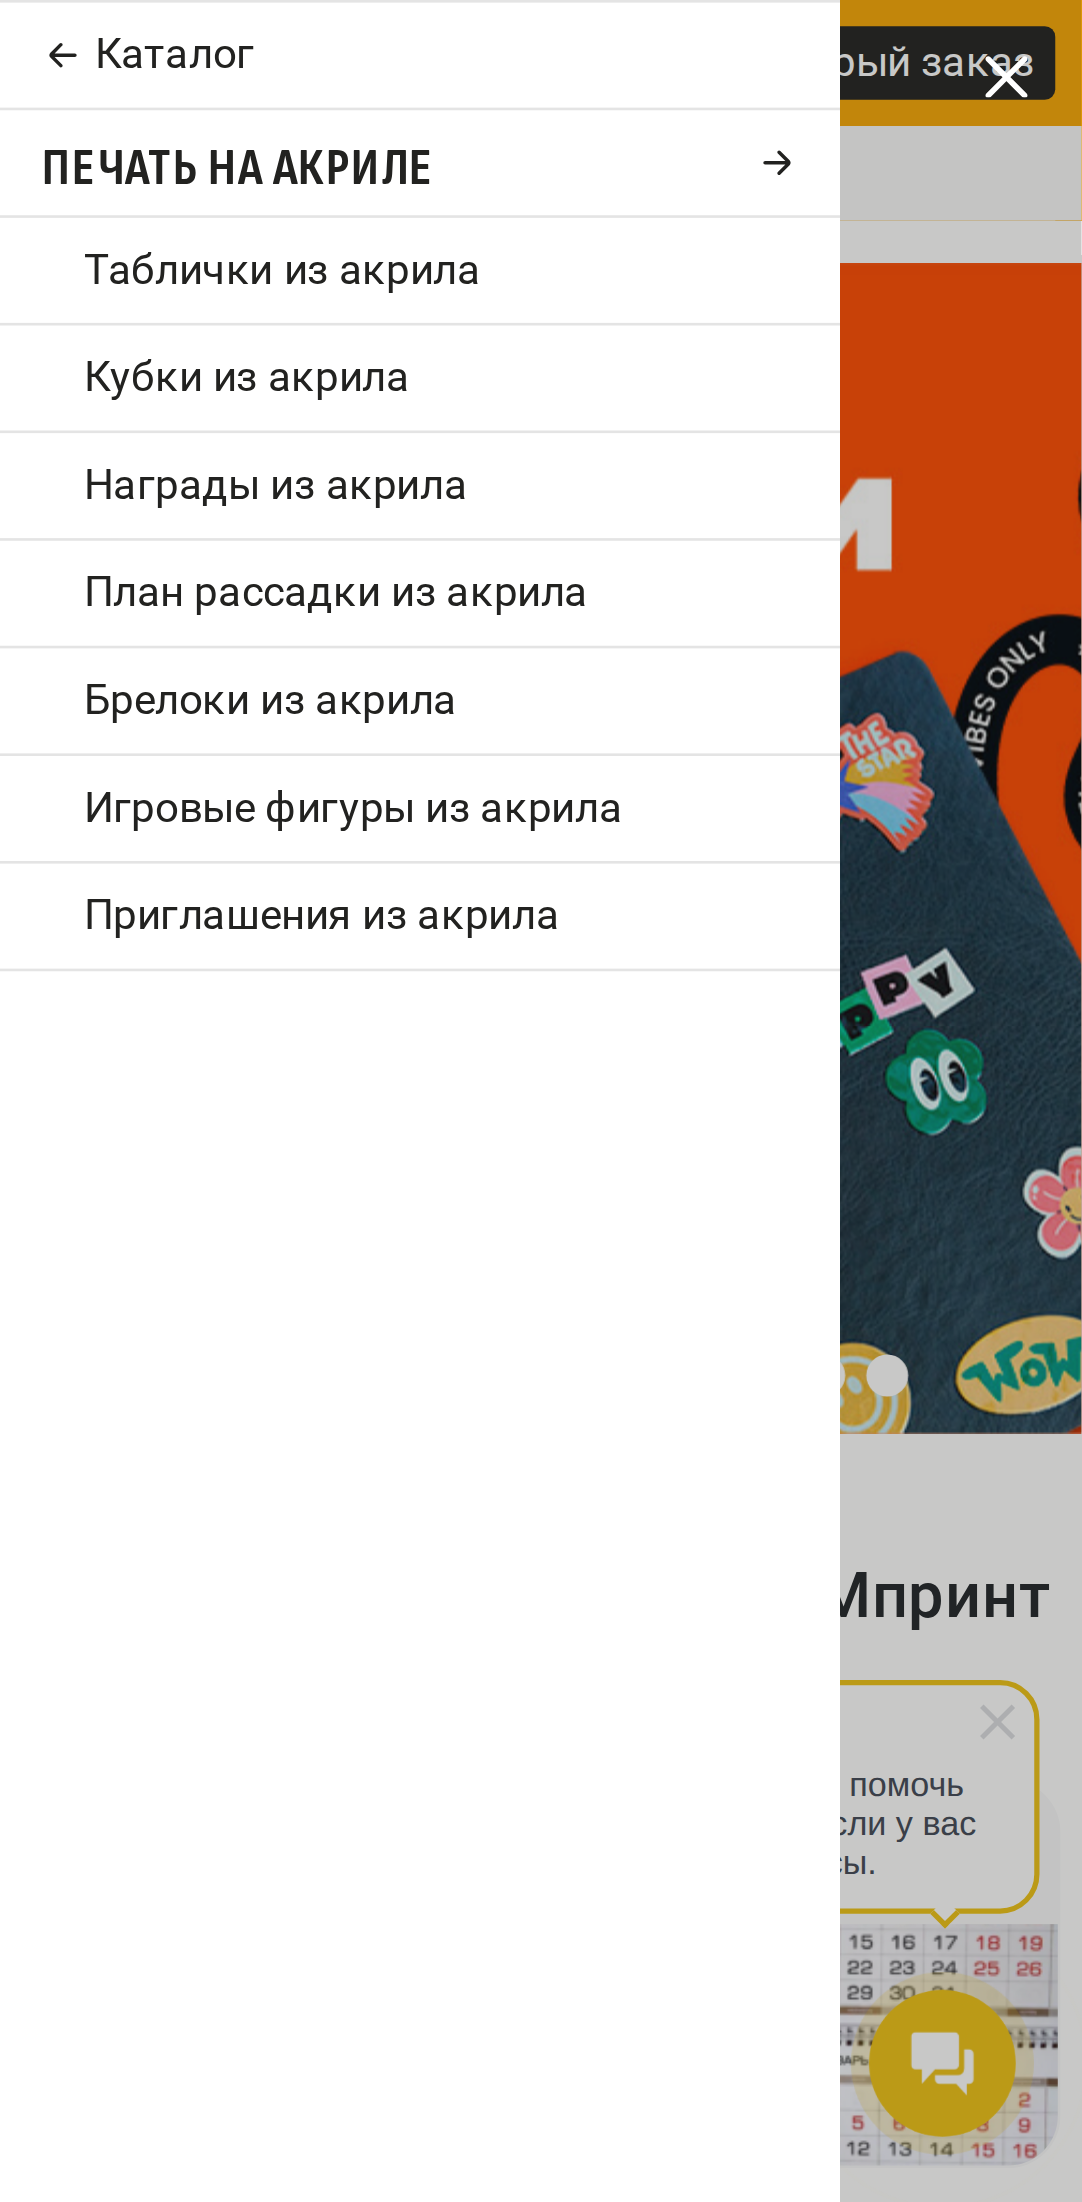 Каталог
ПЕЧАТЬ НА АКРИЛЕ
Таблички из акрила
Кубки из акрила
Награды из акрила
План рассадки из акрила
Брелоки из акрила
Игровые фигуры из акрила
Приглашения из акрила
рый заказ
И
ONLY
THE
STAR
PPY
WOW
Мпринт
помочь
сли у вас
сы.
15 16 17 18 19
22 23 24 25 26
29 30
2
5 9
12 13 14 15 16